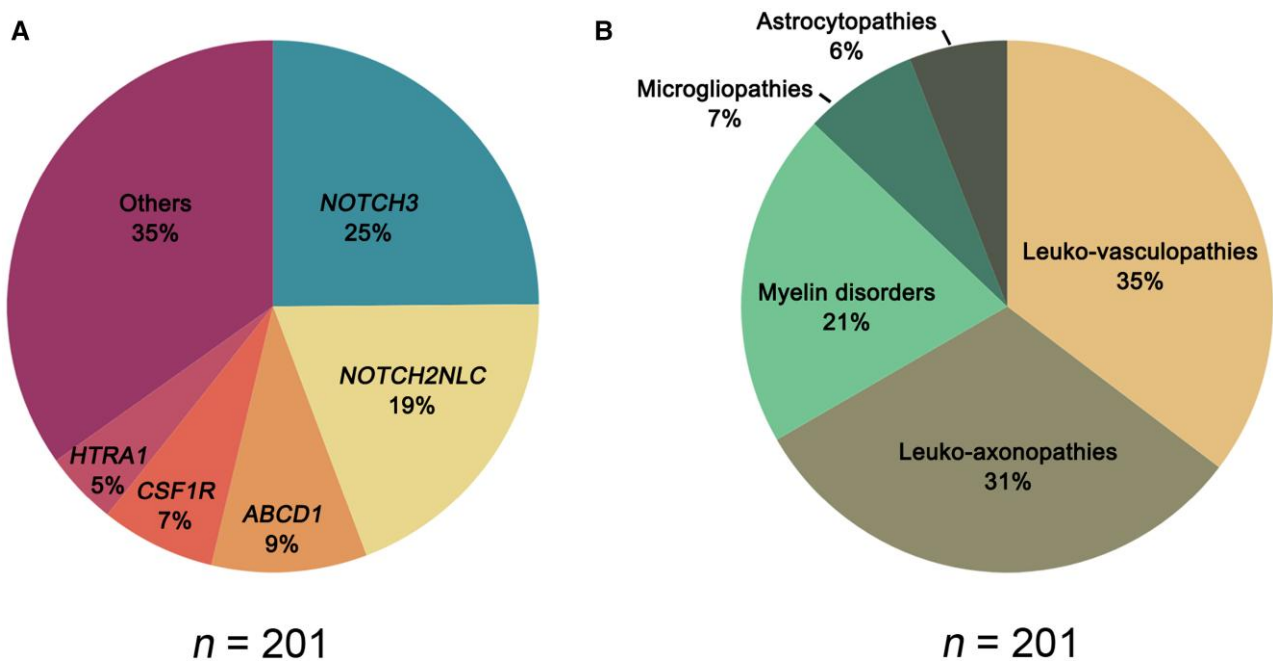 A
Others
35%
NOTCH3
25%
NOTCH2NLC
19%
HTRA1
5%
CSF1R
7%
ABCD1
9%
n = 201
B
Astrocytopathies
6%
Microgliopathies
7%
Leuko-vasculopathies
35%
Myelin disorders
21%
Leuko-axonopathies
31%
n = 201